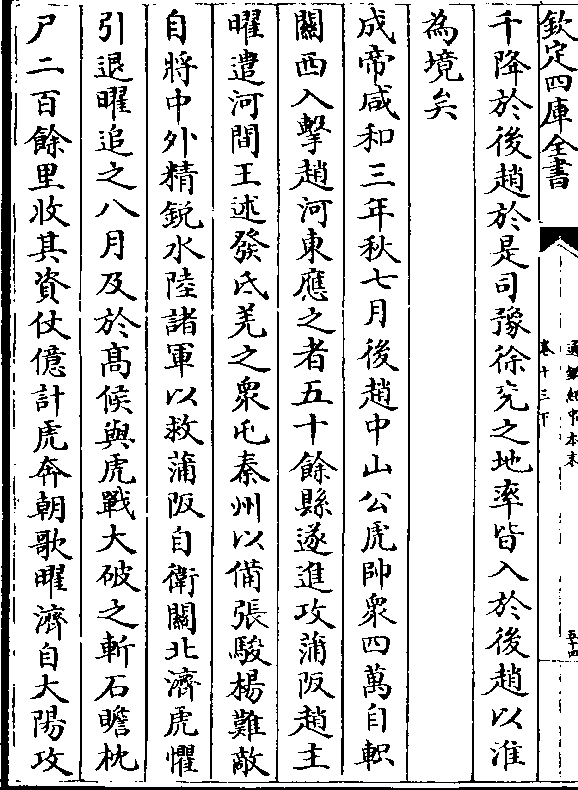 欽定四庫全書
通鑑紀事本末
卷十三下
五十四
千降於後趙於是司豫徐兖之地率皆入於後趙以淮
為境矣
成帝咸和三年秋七月後趙中山公虎帥衆四萬自軹
關西入擊趙河東應之者五十餘縣遂進攻蒲阪趙主
曜遣河間王述發氐羌之衆屯秦州以備張駿楊難敵
自將中外精鋭水陸諸軍以救蒲阪自衛關北濟虎懼
引退曜追之八月及於高候與虎戰大破之斬石瞻枕
尸二百餘里收其資仗億計虎奔朝歌曜濟自大陽攻